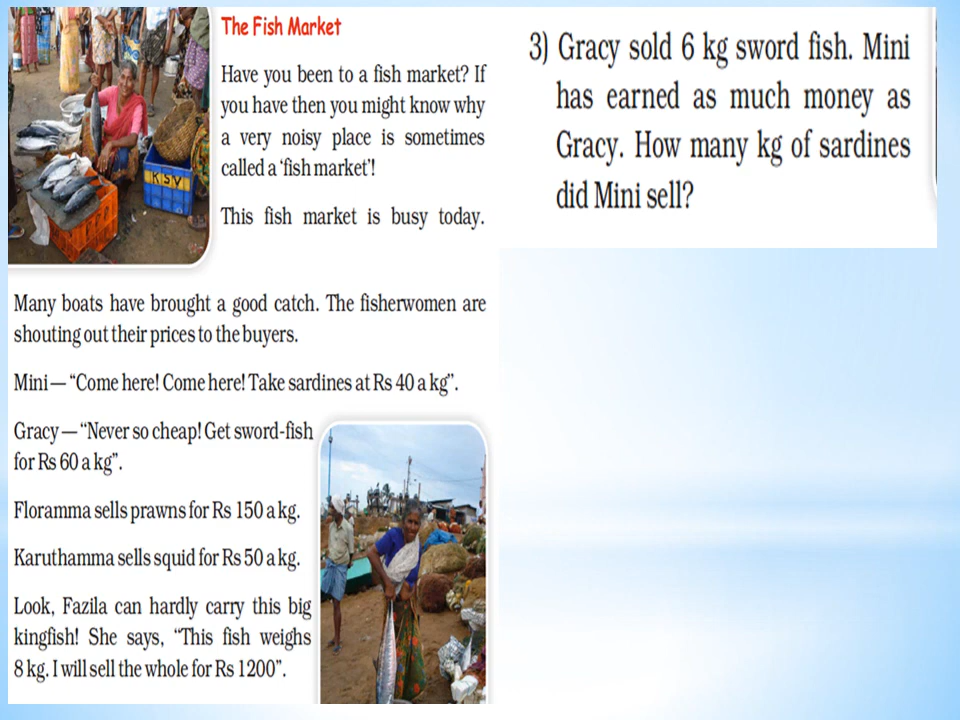 The Fish Market
Have you been to a fish market? If
you have then you might know why
a very noisy place is sometimes
called a ‘fish market’!
This fish market is busy today.
Many boats have brought a good catch. The fisherwomen are
shouting out their prices to the buyers.
Mini — “Come here! Come here! Take sardines at Rs 40 a kg”.
Gracy — “Never so cheap! Get sword-fish
for Rs 60 a kg”.
Floramma sells prawns for Rs 150 a kg.
Karuthamma sells squid for Rs 50 a kg.
Look, Fazila can hardly carry this big
kingfish! She says, “This fish weighs
8 kg. I will sell the whole for Rs 1200”.
KSV
3) Gracy sold 6 kg sword fish. Mini
has earned as much money as
Gracy. How many kg of sardines
did Mini sell?